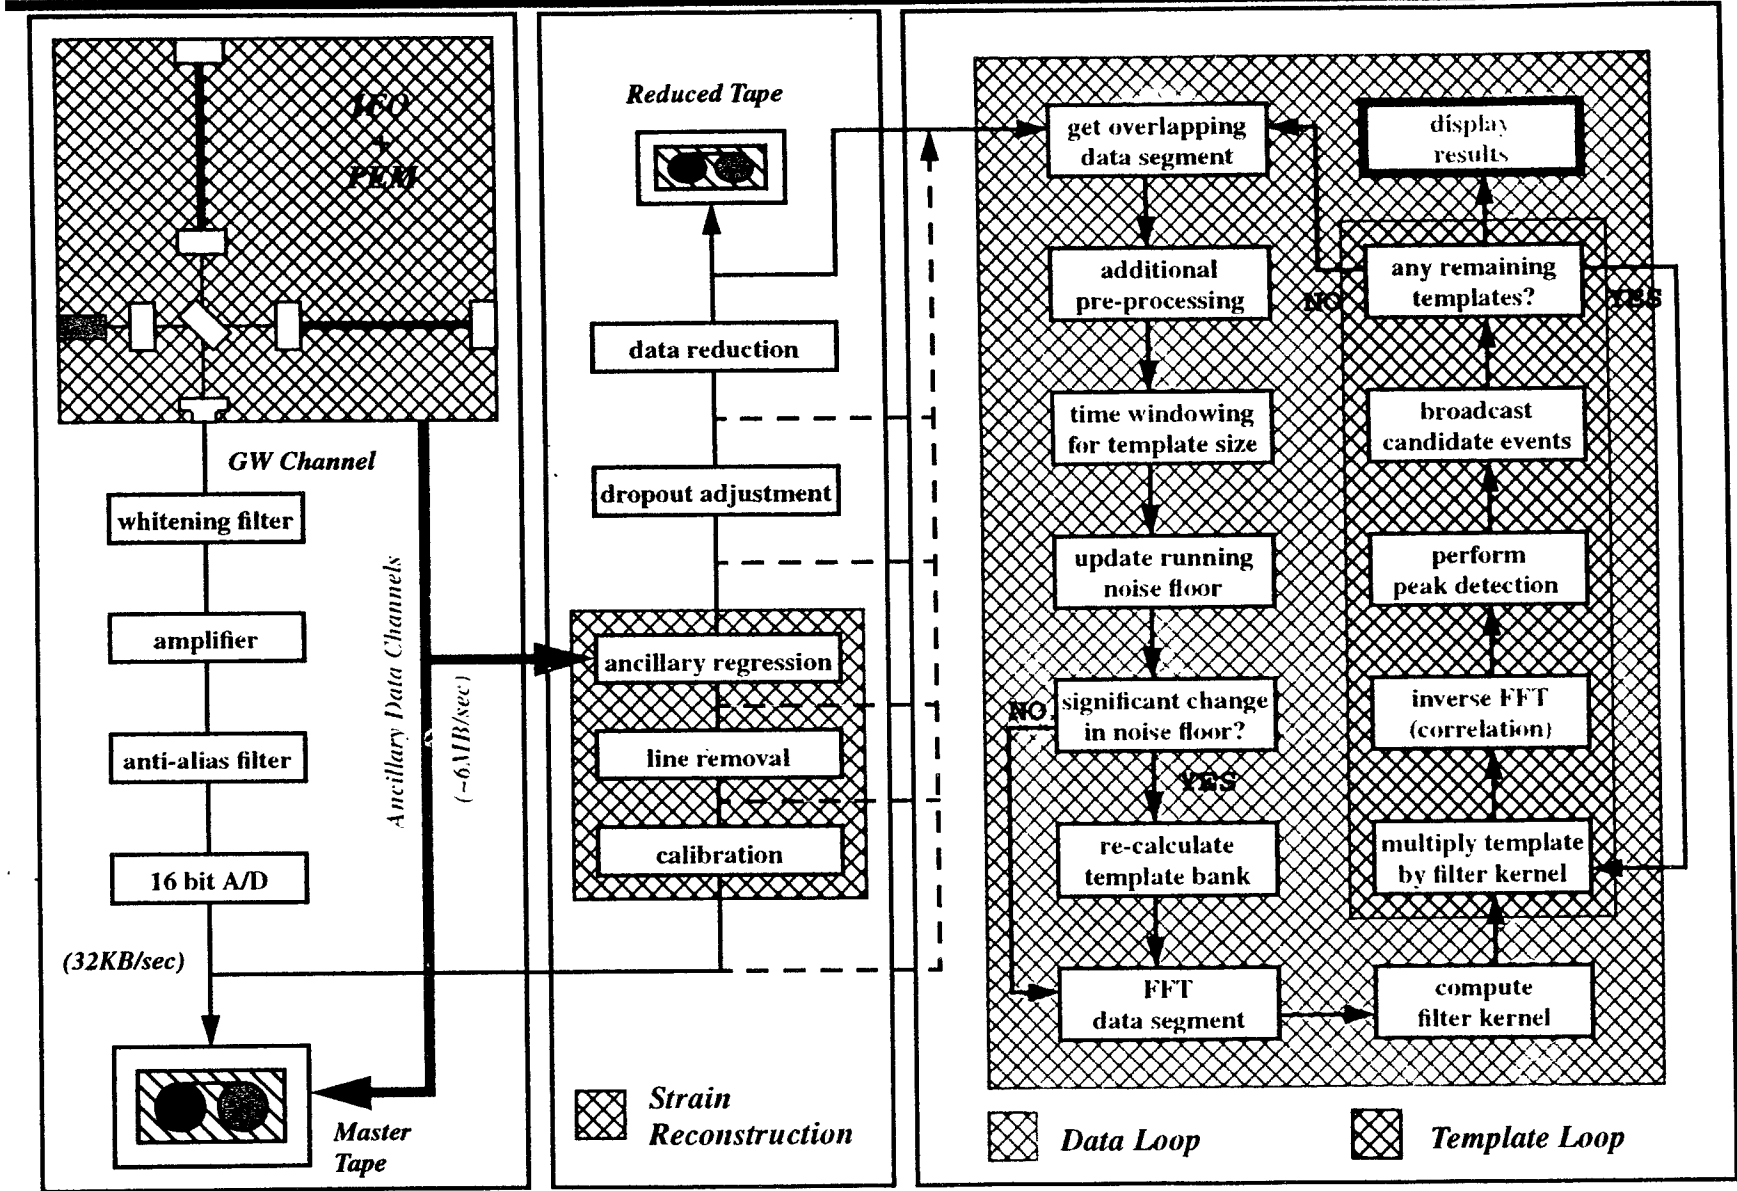 IFO
+
PEM
GW Channel
whitening filter
amplifier
anti-alias filter
16 bit A/D
(32KB/sec)
Master
Tape
Ancillary Data Channels
(~6MB/sec)
Reduced Tape
data reduction
dropout adjustment
ancillary regression
line removal
calibration
Strain
Reconstruction
get overlapping
data segment
additional
pre-processing
time windowing
for template size
update running
noise floor
significant change
in noise floor?
NO
YES
re-calculate
template bank
FFT
data segment
display
results
any remaining
templates?
NO
YES
broadcast
candidate events
perform
peak detection
inverse FFT
(correlation)
multiply template
by filter kernel
compute
filter kernel
Data Loop
Template Loop